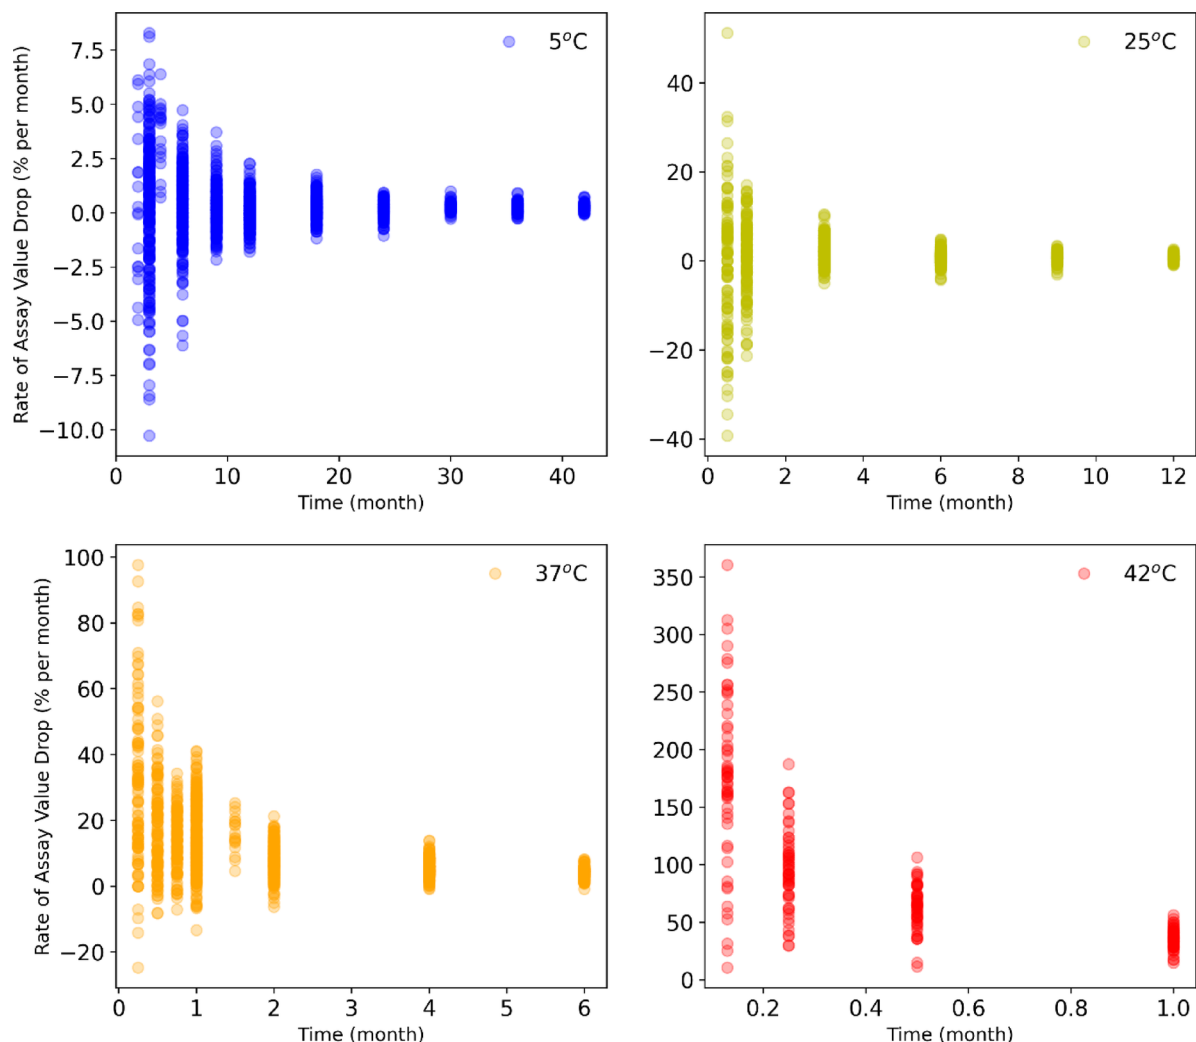 Rate of Assay Value Drop (% per month)
7.5
5.0
2.5
0.0
−2.5
−5.0
−7.5
−10.0
5°C
0 10 20 30 40
Time (month)
40
20
0
−20
−40
25°C
0 2 4 6 8 10 12
Time (month)
Rate of Assay Value Drop (% per month)
100
80
60
40
20
0
−20
37°C
0 1 2 3 4 5 6
Time (month)
350
300
250
200
150
100
50
0
42°C
0.2 0.4 0.6 0.8 1.0
Time (month)